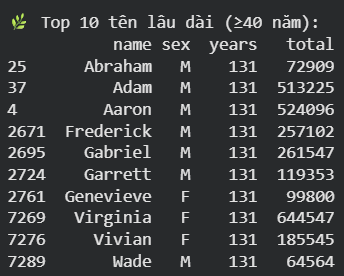 🌿 Top 10 tên lâu dài (≥40 năm):
name sex years total
25 Abraham M 131 72909
37 Adam M 131 513225
4 Aaron M 131 524096
2671 Frederick M 131 257102
2695 Gabriel M 131 261547
2724 Garrett M 131 119353
2761 Genevieve F 131 99800
7269 Virginia F 131 644547
7276 Vivian F 131 185545
7289 Wade M 131 64564